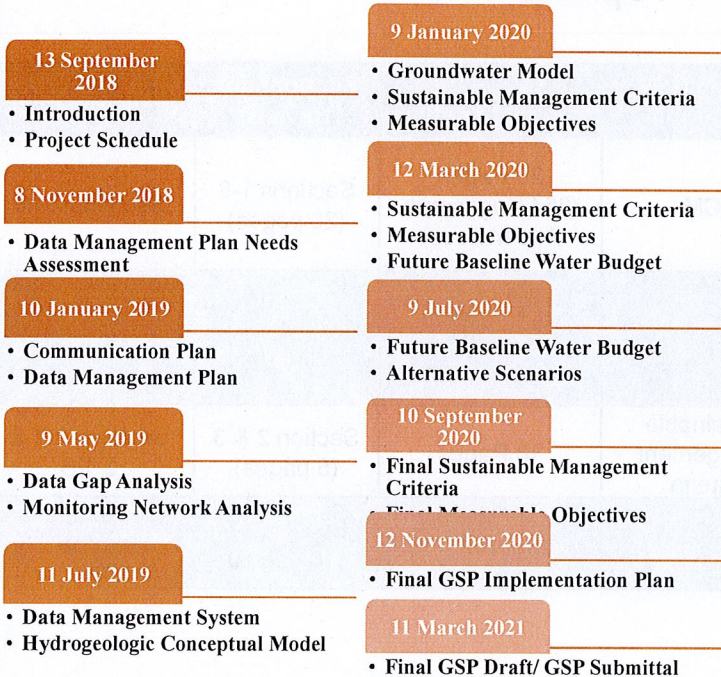 13 September
2018
• Introduction
• Project Schedule
8 November 2018
• Data Management Plan Needs
Assessment
10 January 2019
• Communication Plan
• Data Management Plan
9 May 2019
• Data Gap Analysis
• Monitoring Network Analysis
11 July 2019
• Data Management System
• Hydrogeologic Conceptual Model
9 January 2020
• Groundwater Model
• Sustainable Management Criteria
• Measurable Objectives
12 March 2020
• Sustainable Management Criteria
• Measurable Objectives
• Future Baseline Water Budget
9 July 2020
• Future Baseline Water Budget
• Alternative Scenarios
10 September
2020
• Final Sustainable Management
Criteria
• Final Measurable Objectives
12 November 2020
• Final GSP Implementation Plan
11 March 2021
• Final GSP Draft/ GSP Submittal